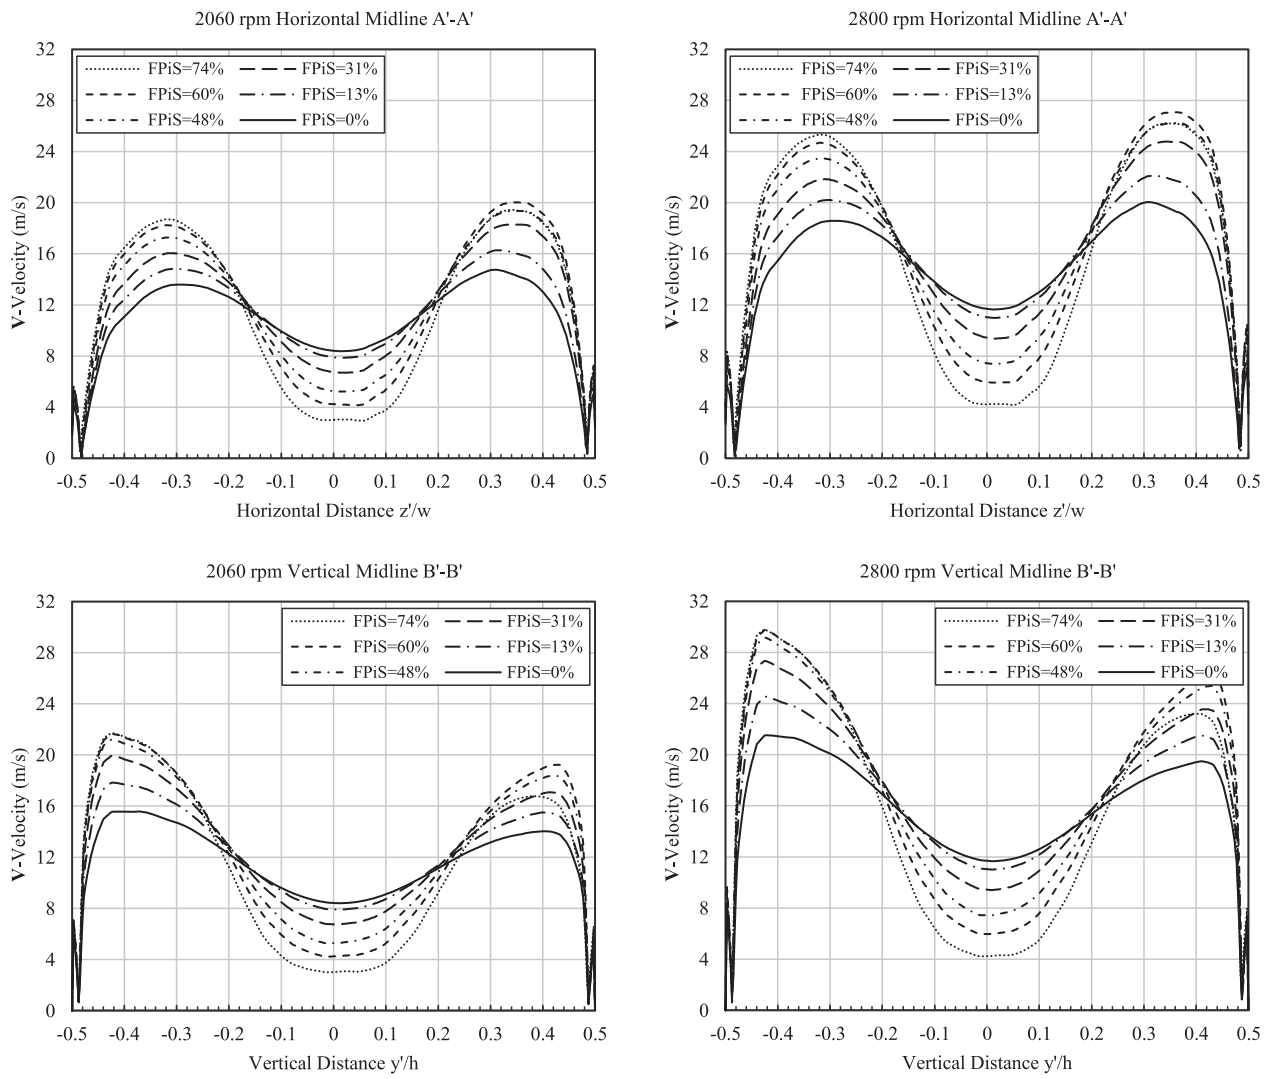 2060 rpm Horizontal Midline A'-A'
32
28
24
20
16
12
8
4
0
V-Velocity (m/s)
FPiS=74% FPiS=31%
FPiS=60% FPiS=13%
FPiS=48% FPiS=0%
-0.5 -0.4 -0.3 -0.2 -0.1 0 0.1 0.2 0.3 0.4 0.5
Horizontal Distance z'/w
2800 rpm Horizontal Midline A'-A'
32
28
24
20
16
12
8
4
0
V-Velocity (m/s)
FPiS=74% FPiS=31%
FPiS=60% FPiS=13%
FPiS=48% FPiS=0%
-0.5 -0.4 -0.3 -0.2 -0.1 0 0.1 0.2 0.3 0.4 0.5
Horizontal Distance z'/w
2060 rpm Vertical Midline B'-B'
32
28
24
20
16
12
8
4
0
V-Velocity (m/s)
FPiS=74% FPiS=31%
FPiS=60% FPiS=13%
FPiS=48% FPiS=0%
-0.5 -0.4 -0.3 -0.2 -0.1 0 0.1 0.2 0.3 0.4 0.5
Vertical Distance y'/h
2800 rpm Vertical Midline B'-B'
32
28
24
20
16
12
8
4
0
V-Velocity (m/s)
FPiS=74% FPiS=31%
FPiS=60% FPiS=13%
FPiS=48% FPiS=0%
-0.5 -0.4 -0.3 -0.2 -0.1 0 0.1 0.2 0.3 0.4 0.5
Vertical Distance y'/h